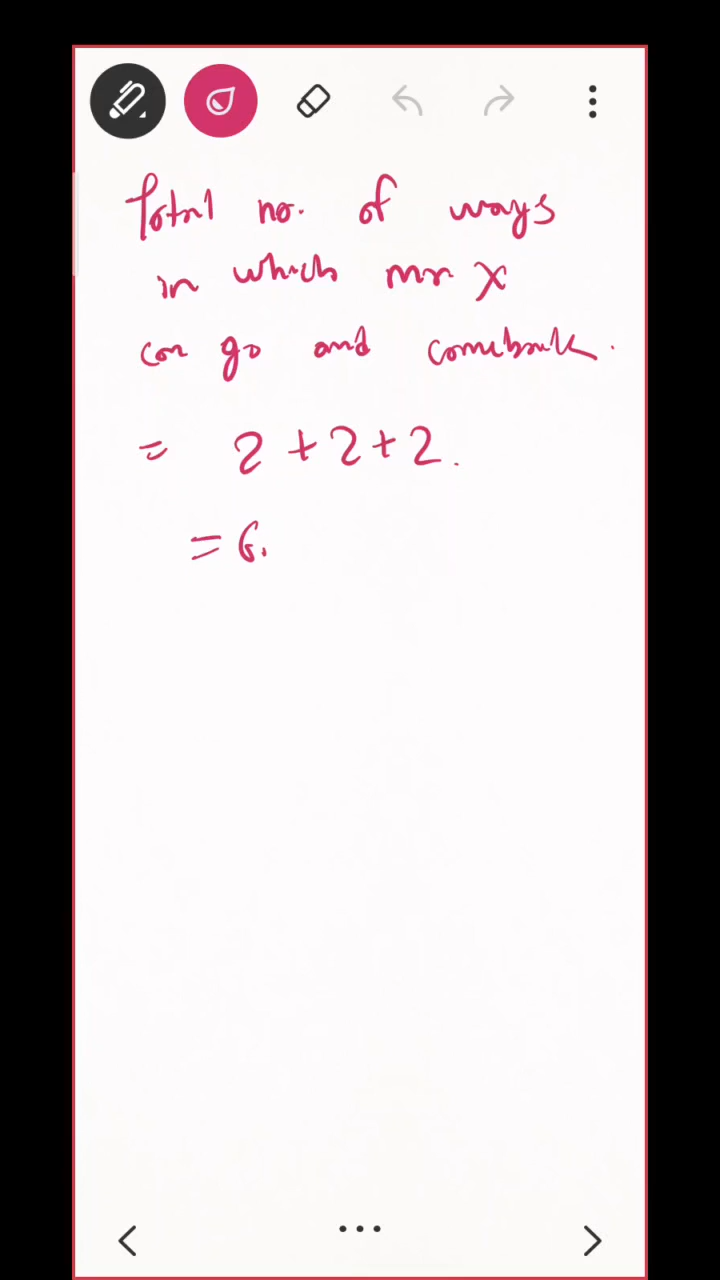 Total no. of ways
in which mr X
can go and comeback.
= 2 + 2 + 2.
= 6.